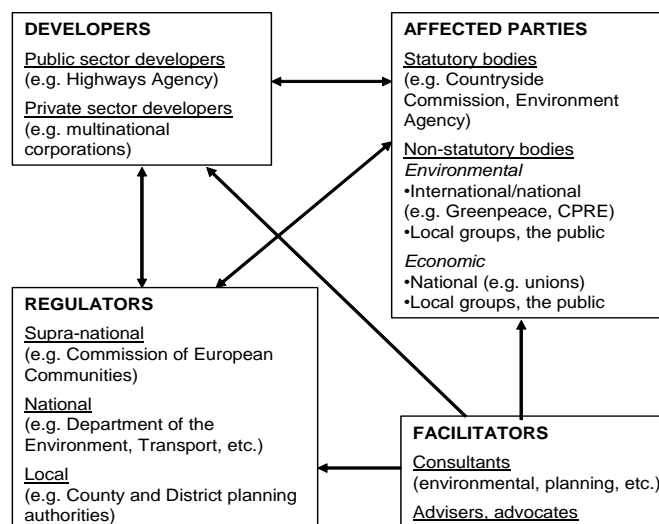 DEVELOPERS
Public sector developers
(e.g. Highways Agency)
Private sector developers
(e.g. multinational
corporations)
AFFECTED PARTIES
Statutory bodies
(e.g. Countryside
Commission, Environment
Agency)
Non-statutory bodies
Environmental
•International/national
(e.g. Greenpeace, CPRE)
•Local groups, the public
Economic
•National (e.g. unions)
•Local groups, the public
REGULATORS
Supra-national
(e.g. Commission of European
Communities)
National
(e.g. Department of the
Environment, Transport, etc.)
Local
(e.g. County and District planning
authorities)
FACILITATORS
Consultants
(environmental, planning, etc.)
Advisers, advocates